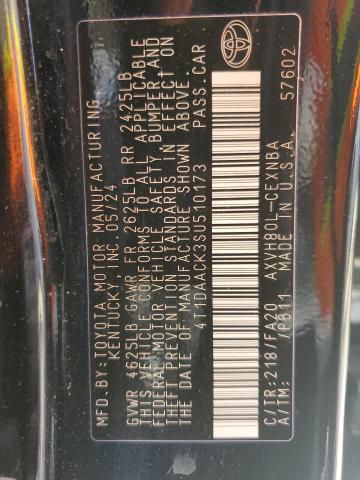 MFD BY: TOYOTA MOTOR MANUFACTURING
KENTUCKY, INC 05/24
GVWR 4625LB GAWR FR 2625LB RR 2425LB
THIS VEHICLE CONFORMS TO ALL APPLICABLE
FEDERAL MOTOR VEHICLE SAFETY, BUMPER AND
THEFT PREVENTION STANDARDS IN EFFECT ON
THE DATE OF MANUFACTURE SHOWN ABOVE
4T1DAACK3SU510173 PASS.CAR
C/TR:218/FA20 AXVH80L-CEXNBA
A/TM: /PB11 MADE IN U.S.A. 57602